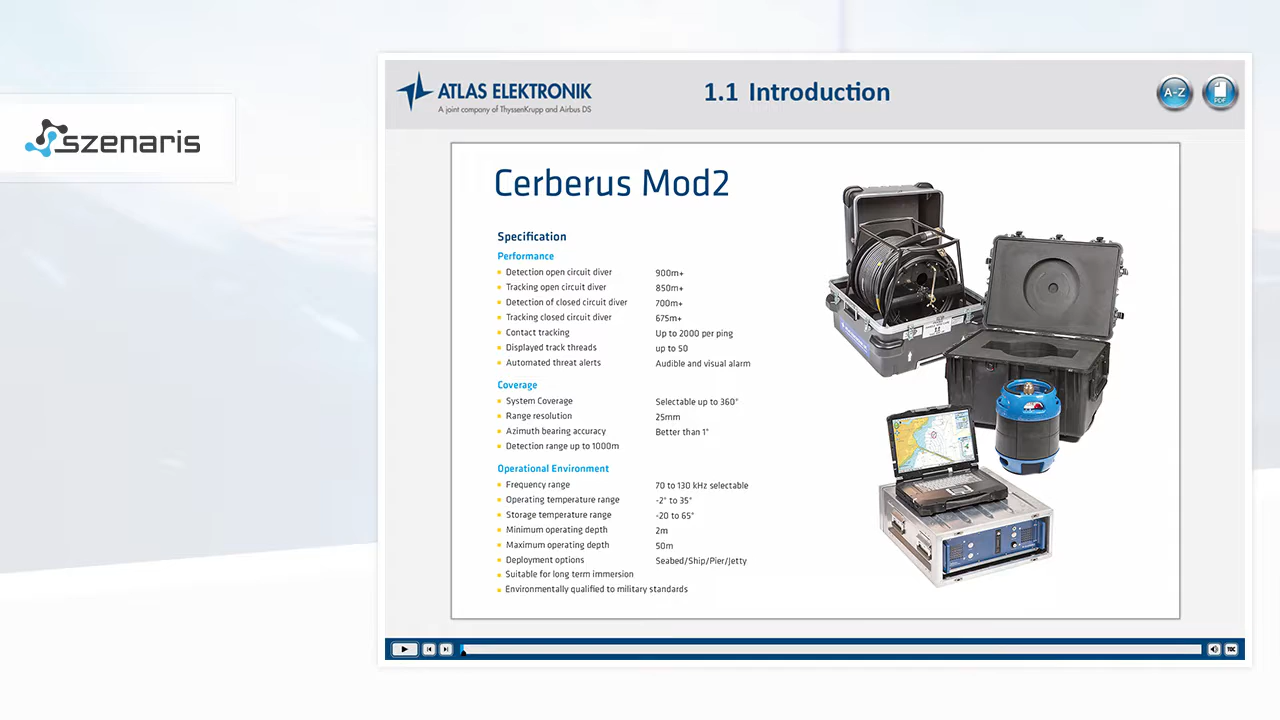 szenaris
ATLAS ELEKTRONIK
A joint company of ThyssenKrupp and Airbus DS
1.1 Introduction
A-Z
PDF
Cerberus Mod2
Specification
Performance
Detection open circuit diver 900m+
Tracking open circuit diver 850m+
Detection of closed circuit diver 700m+
Tracking closed circuit diver 675m+
Contact tracking Up to 2000 per ping
Displayed track threads up to 50
Automated threat alerts Audible and visual alarm
Coverage
System Coverage Selectable up to 360°
Range resolution 25mm
Azimuth bearing accuracy Better than 1°
Detection range up to 1000m
Operational Environment
Frequency range 70 to 130 kHz selectable
Operating temperature range -2° to 35°
Storage temperature range -20 to 65°
Minimum operating depth 2m
Maximum operating depth 50m
Deployment options Seabed/Ship/Pier/Jetty
Suitable for long term immersion
Environmentally qualified to military standards
TOC